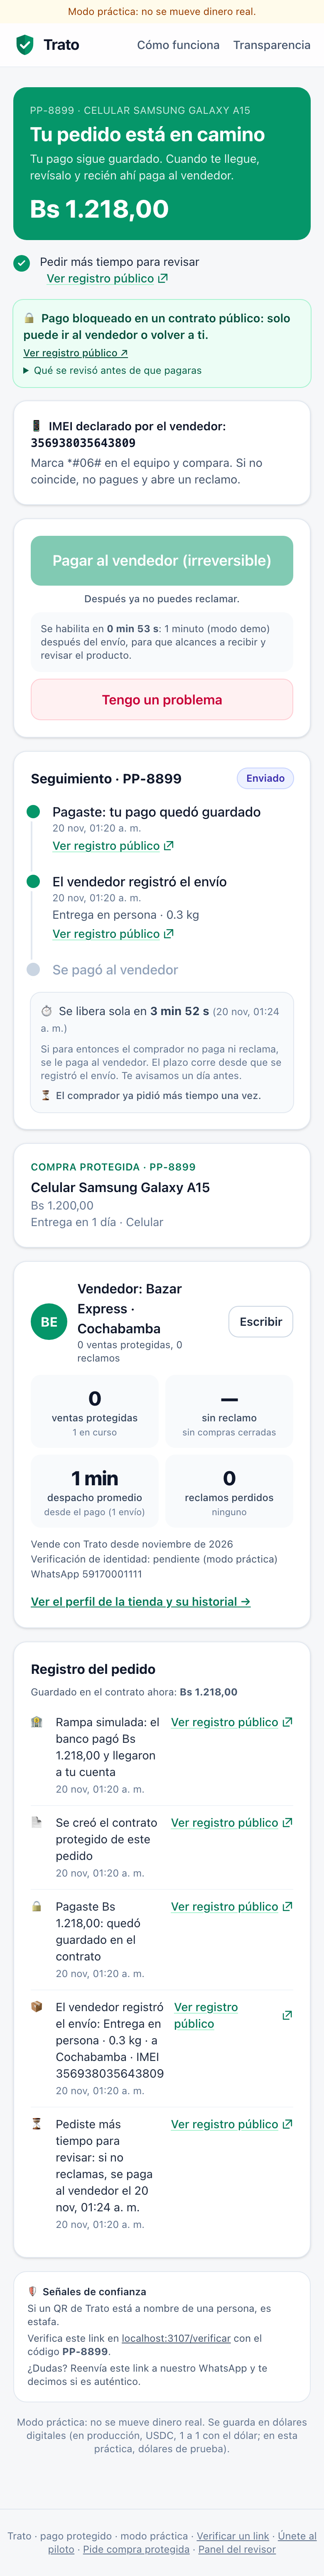 Modo práctica: no se mueve dinero real.
Trato
Cómo funciona Transparencia
PP-8899 · CELULAR SAMSUNG GALAXY A15
Tu pedido está en camino
Tu pago sigue guardado. Cuando te llegue,
revísalo y recién ahí paga al vendedor.
Bs 1.218,00
Pedir más tiempo para revisar
Ver registro público
Pago bloqueado en un contrato público: solo
puede ir al vendedor o volver a ti.
Ver registro público ↗
▶ Qué se revisó antes de que pagaras
IMEI declarado por el vendedor:
356938035643809
Marca *#06# en el equipo y compara. Si no
coincide, no pagues y abre un reclamo.
Pagar al vendedor (irreversible)
Después ya no puedes reclamar.
Se habilita en 0 min 53 s: 1 minuto (modo demo)
después del envío, para que alcances a recibir y
revisar el producto.
Tengo un problema
Seguimiento · PP-8899
Enviado
Pagaste: tu pago quedó guardado
20 nov, 01:20 a. m.
Ver registro público
El vendedor registró el envío
20 nov, 01:20 a. m.
Entrega en persona · 0.3 kg
Ver registro público
Se pagó al vendedor
Se libera sola en 3 min 52 s (20 nov, 01:24
a. m.)
Si para entonces el comprador no paga ni reclama,
se le paga al vendedor. El plazo corre desde que se
registró el envío. Te avisamos un día antes.
El comprador ya pidió más tiempo una vez.
COMPRA PROTEGIDA · PP-8899
Celular Samsung Galaxy A15
Bs 1.200,00
Entrega en 1 día · Celular
BE
Vendedor: Bazar
Express ·
Cochabamba
0 ventas protegidas, 0
reclamos
Escribir
0
ventas protegidas
1 en curso
—
sin reclamo
sin compras cerradas
1 min
despacho promedio
desde el pago (1 envío)
0
reclamos perdidos
ninguno
Vende con Trato desde noviembre de 2026
Verificación de identidad: pendiente (modo práctica)
WhatsApp 59170001111
Ver el perfil de la tienda y su historial →
Registro del pedido
Guardado en el contrato ahora: Bs 1.218,00
Rampa simulada: el
banco pagó Bs
1.218,00 y llegaron
a tu cuenta
20 nov, 01:20 a. m.
Ver registro público
Se creó el contrato
protegido de este
pedido
20 nov, 01:20 a. m.
Ver registro público
Pagaste Bs
1.218,00: quedó
guardado en el
contrato
20 nov, 01:20 a. m.
Ver registro público
El vendedor registró
el envío: Entrega en
persona · 0.3 kg · a
Cochabamba · IMEI
356938035643809
20 nov, 01:20 a. m.
Ver registro
público
Pediste más
tiempo para
revisar: si no
reclamas, se paga
al vendedor el 20
nov, 01:24 a. m.
20 nov, 01:20 a. m.
Ver registro público
Señales de confianza
Si un QR de Trato está a nombre de una persona, es
estafa.
Verifica este link en localhost:3107/verificar con el
código PP-8899.
¿Dudas? Reenvía este link a nuestro WhatsApp y te
decimos si es auténtico.
Modo práctica: no se mueve dinero real. Se guarda en dólares
digitales (en producción, USDC, 1 a 1 con el dólar; en esta
práctica, dólares de prueba).
Trato · pago protegido · modo práctica · Verificar un link · Únete al
piloto · Pide compra protegida · Panel del revisor